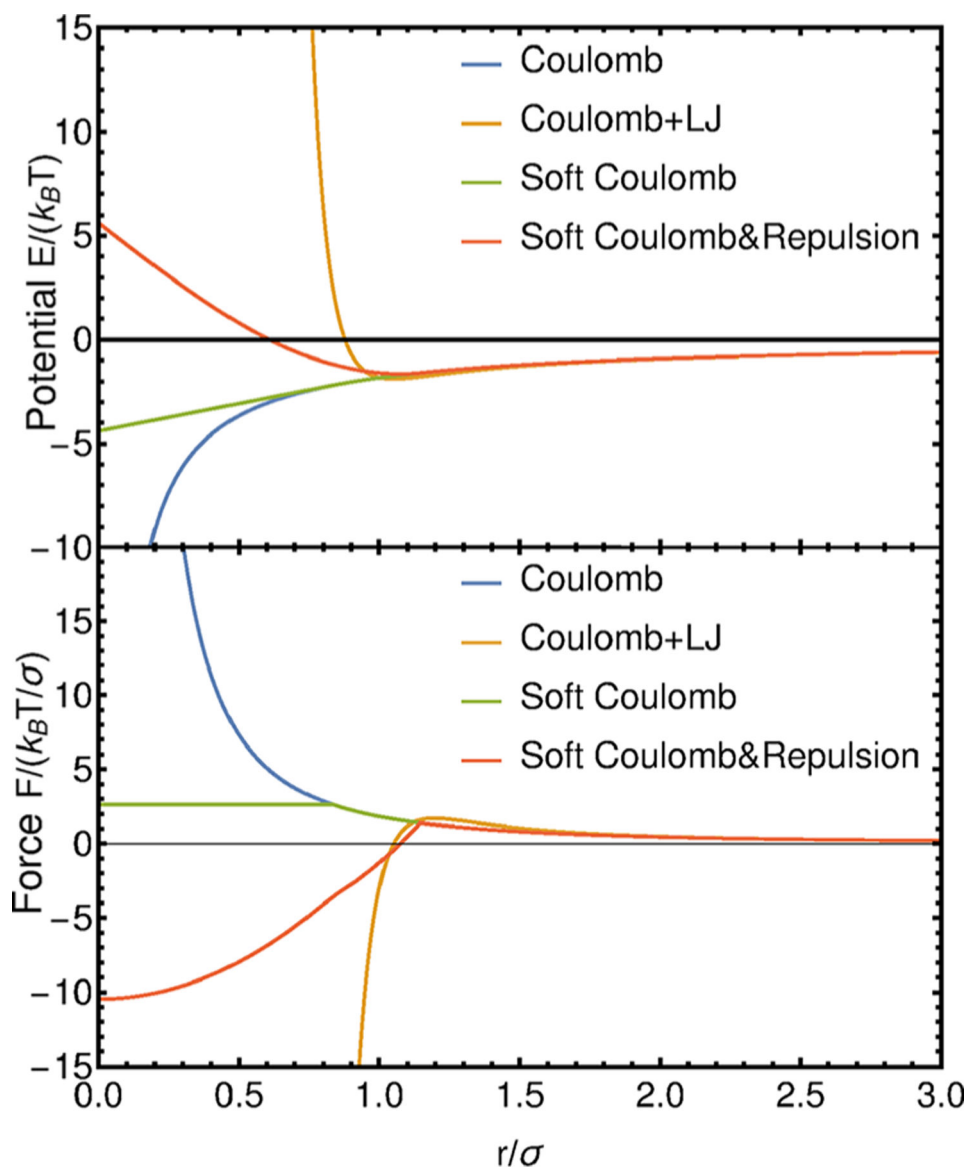 15
10
5
0
−5
−10
Potential E/(k_BT)
Coulomb
Coulomb+LJ
Soft Coulomb
Soft Coulomb&Repulsion
15
10
5
0
−5
−10
−15
Force F/(k_BT/σ)
Coulomb
Coulomb+LJ
Soft Coulomb
Soft Coulomb&Repulsion
0.0 0.5 1.0 1.5 2.0 2.5 3.0
r/σ